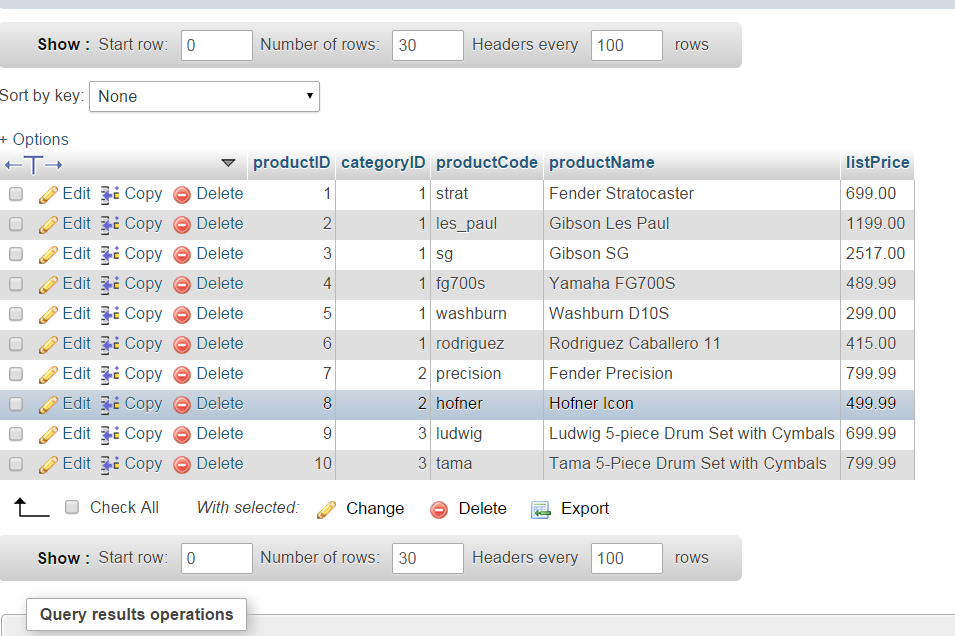 Show : Start row: 0 Number of rows: 30 Headers every 100 rows
Sort by key: None
+ Options
productID categoryID productCode productName listPrice
Edit Copy Delete 1 1 strat Fender Stratocaster 699.00
Edit Copy Delete 2 1 les_paul Gibson Les Paul 1199.00
Edit Copy Delete 3 1 sg Gibson SG 2517.00
Edit Copy Delete 4 1 fg700s Yamaha FG700S 489.99
Edit Copy Delete 5 1 washburn Washburn D10S 299.00
Edit Copy Delete 6 1 rodriguez Rodriguez Caballero 11 415.00
Edit Copy Delete 7 2 precision Fender Precision 799.99
Edit Copy Delete 8 2 hofner Hofner Icon 499.99
Edit Copy Delete 9 3 ludwig Ludwig 5-piece Drum Set with Cymbals 699.99
Edit Copy Delete 10 3 tama Tama 5-Piece Drum Set with Cymbals 799.99
Check All With selected: Change Delete Export
Show : Start row: 0 Number of rows: 30 Headers every 100 rows
Query results operations